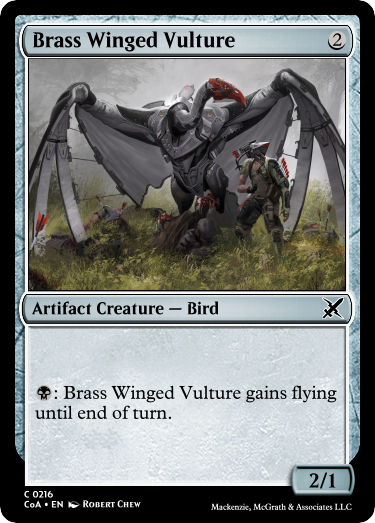 Brass Winged Vulture 2
Artifact Creature — Bird
: Brass Winged Vulture gains flying
until end of turn.
2/1
C 0216
CoA • EN Robert Chew
Mackenzie, McGrath & Associates LLC